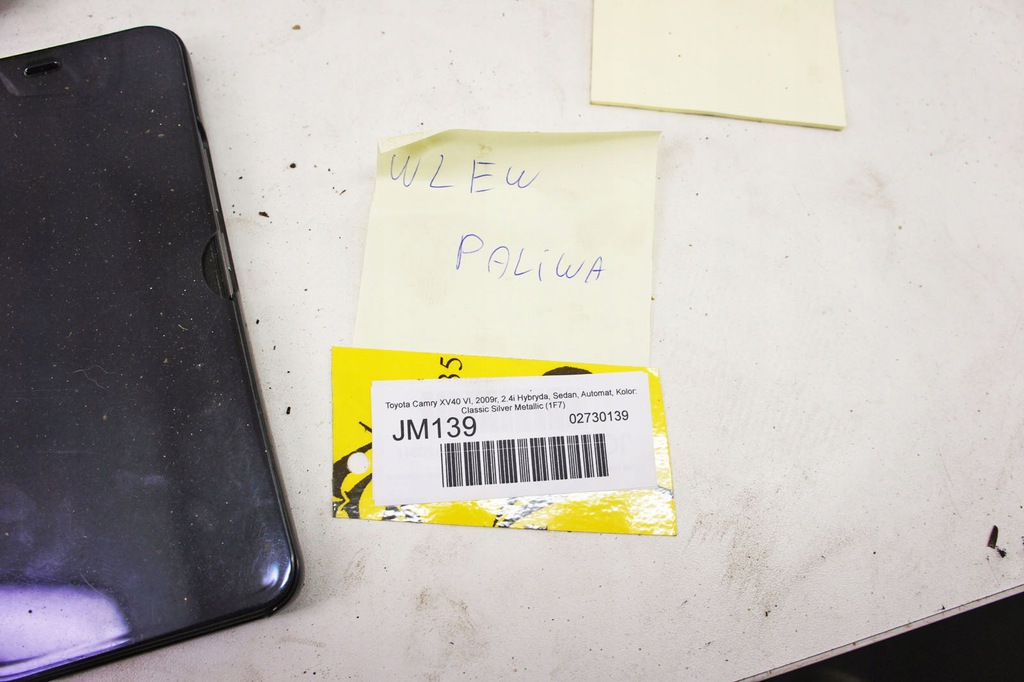 WLEW
PALIWA
35
Toyota Camry XV40 VI, 2009r, 2.4i Hybryda, Sedan, Automat, Kolor:
Classic Silver Metallic (1F7)
JM139
02730139